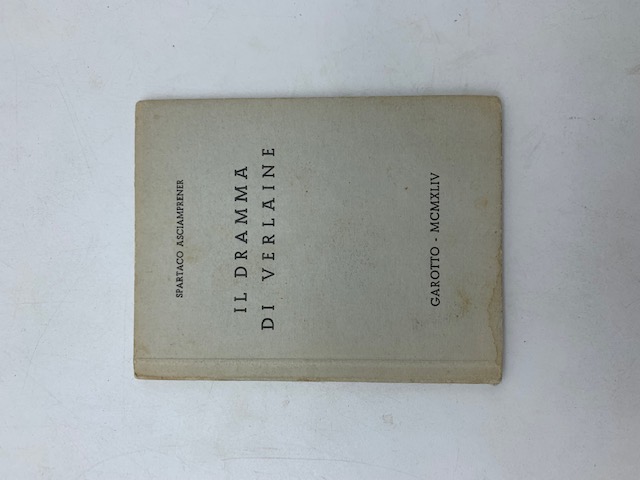 SPARTACO ASCIAMPRENER
IL DRAMMA
DI VERLAINE
GAROTTO - MCMXLIV